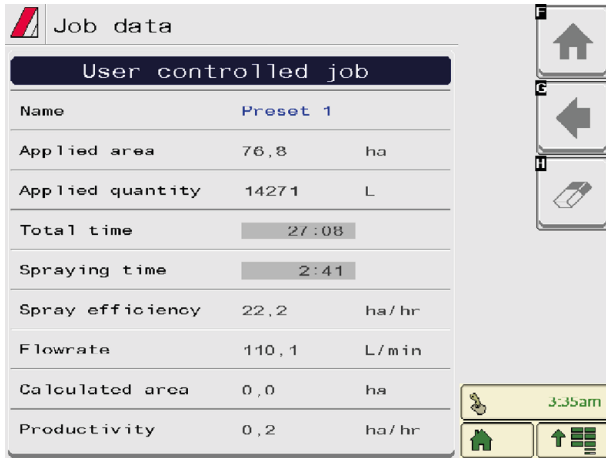 Job data
User controlled job
Name Preset 1
Applied area 76,8 ha
Applied quantity 14271 L
Total time 27:08
Spraying time 2:41
Spray efficiency 22,2 ha/hr
Flowrate 110,1 L/min
Calculated area 0,0 ha
Productivity 0,2 ha/hr
F
G
H
3:35am